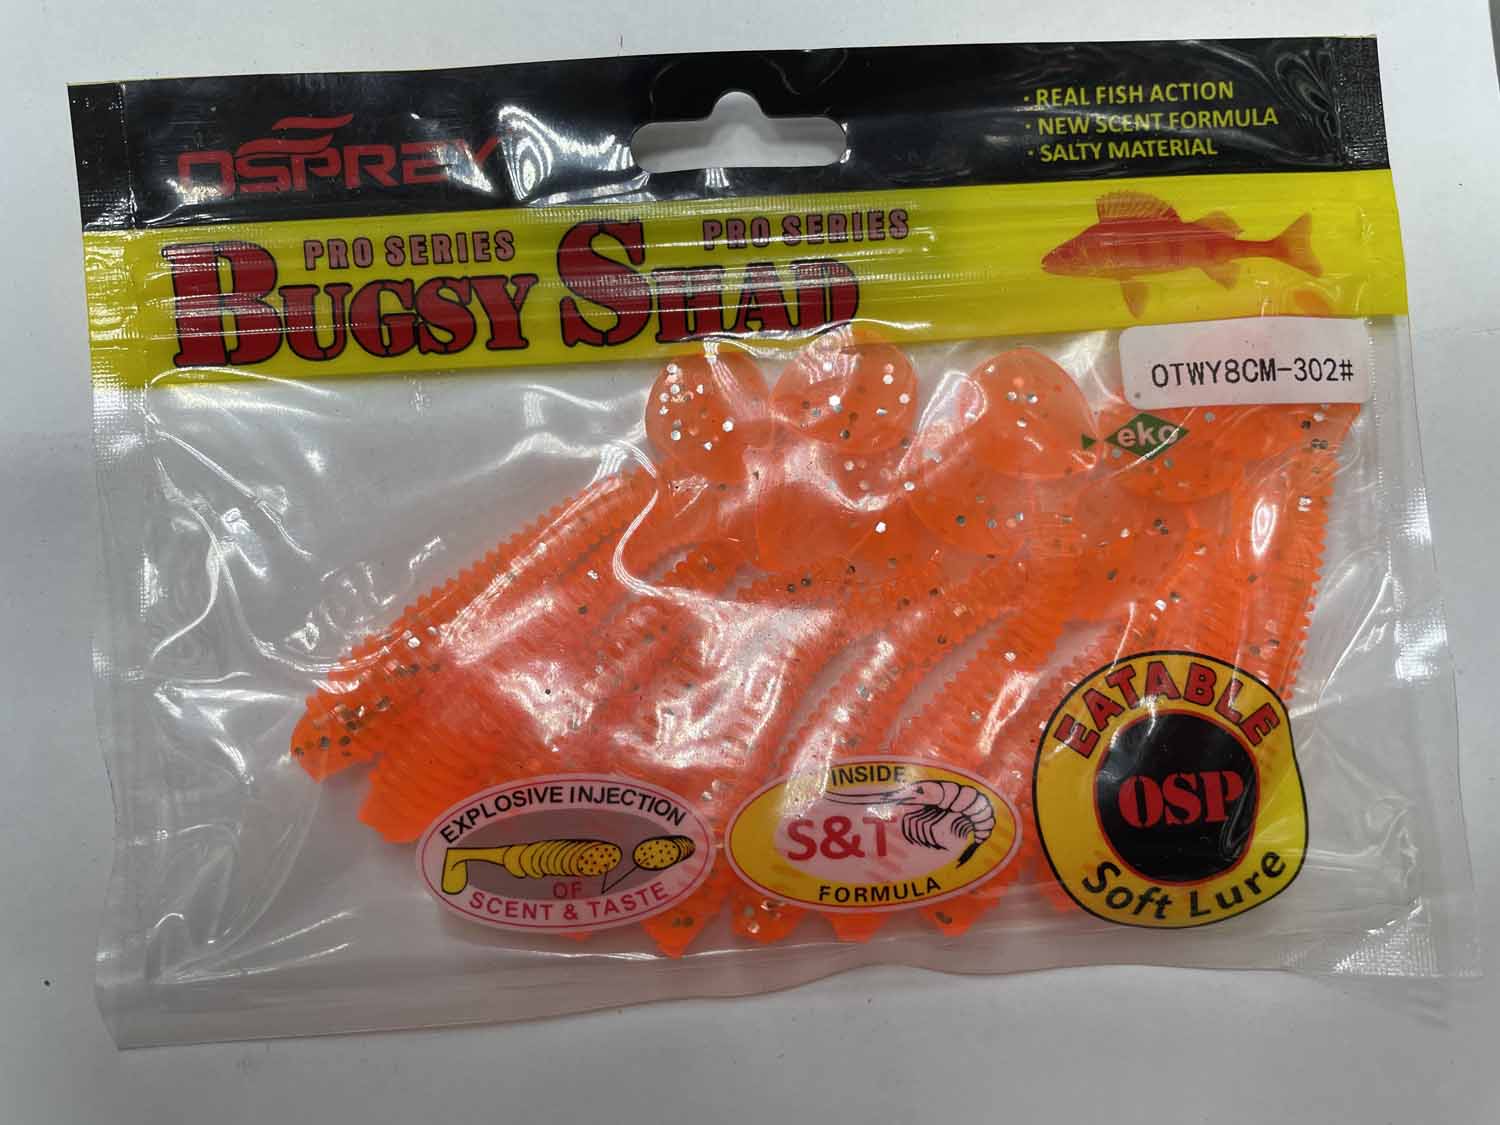 OSPREY
· REAL FISH ACTION
· NEW SCENT FORMULA
· SALTY MATERIAL
PRO SERIES
PRO SERIES
BUGSY SHAD
OTWY8CM-302#
eko
EXPLOSIVE INJECTION
OF
SCENT & TASTE
INSIDE
S&T
FORMULA
EATABLE
OSP
Soft Lure